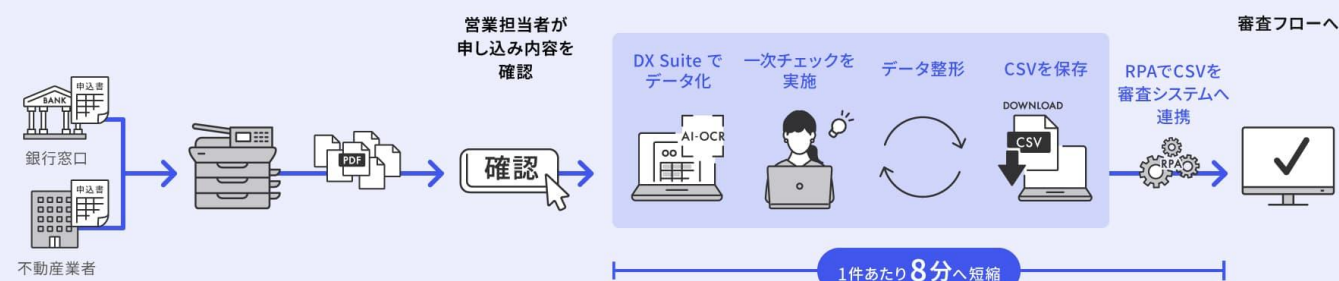 営業担当者が
申し込み内容を
確認
審査フローへ
DX Suite で
データ化
一次チェックを
実施
データ整形
CSVを保存
RPAでCSVを
審査システムへ
連携
申込書
BANK
銀行窓口
PDF
確認
AI-OCR
DOWNLOAD
CSV
RPA
申込書
不動産業者
1件あたり8分へ短縮